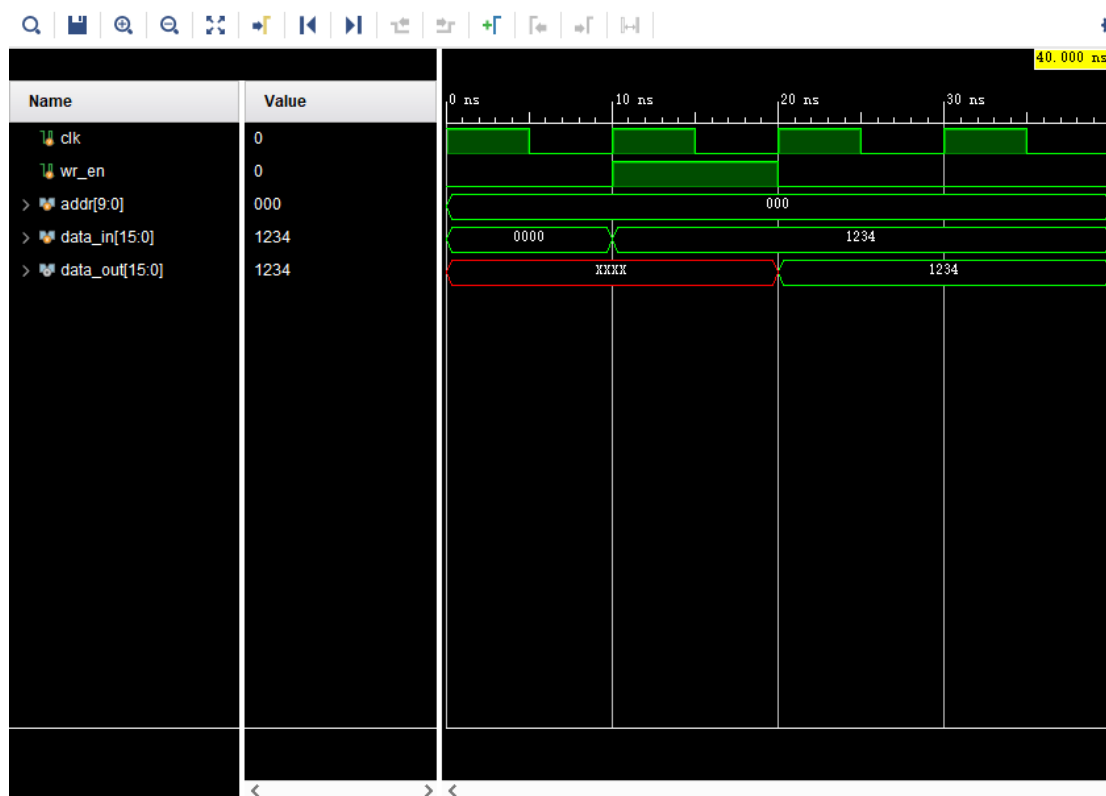 40.000 ns
Name Value
0 ns 10 ns 20 ns 30 ns
clk 0
wr_en 0
addr[9:0] 000 000
data_in[15:0] 1234 0000 1234
data_out[15:0] 1234 XXXX 1234